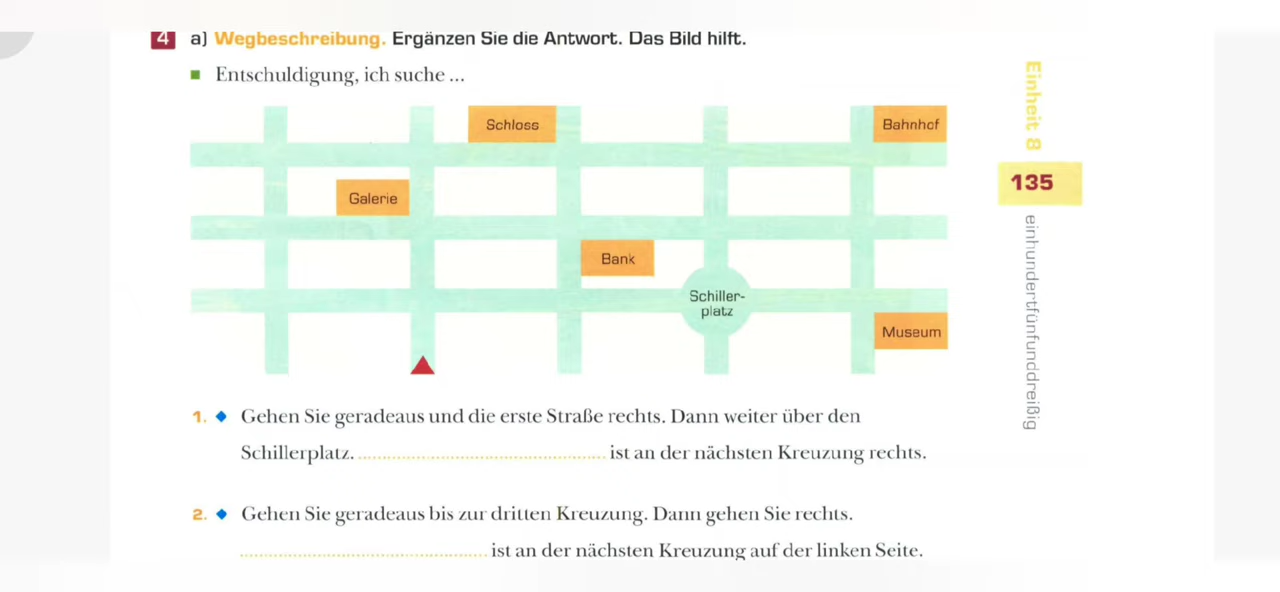 4 a) Wegbeschreibung. Ergänzen Sie die Antwort. Das Bild hilft.
Entschuldigung, ich suche ...
Schloss
Bahnhof
Galerie
Bank
Schiller-
platz
Museum
1. Gehen Sie geradeaus und die erste Straße rechts. Dann weiter über den
Schillerplatz. ........................................ ist an der nächsten Kreuzung rechts.
2. Gehen Sie geradeaus bis zur dritten Kreuzung. Dann gehen Sie rechts.
........................................ ist an der nächsten Kreuzung auf der linken Seite.
Einheit 8
135
einhundertfünfunddreißig